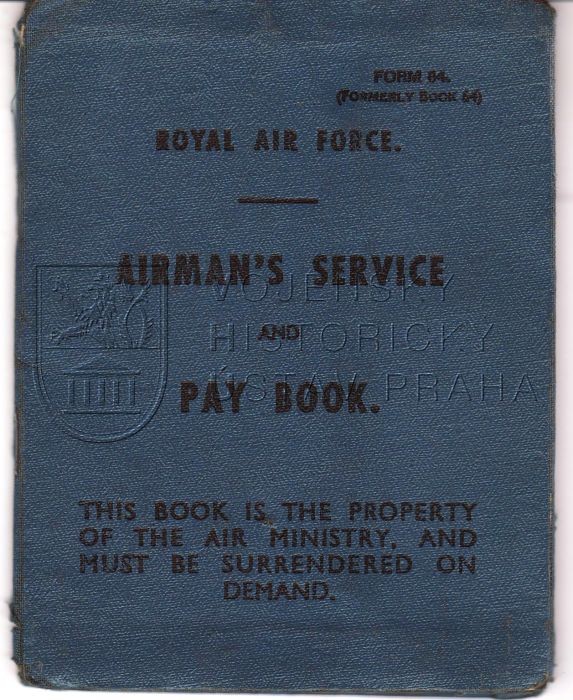 FORM 64.
(FORMERLY BOOK 64)
ROYAL AIR FORCE.
AIRMAN'S SERVICE
AND
PAY BOOK.
THIS BOOK IS THE PROPERTY
OF THE AIR MINISTRY, AND
MUST BE SURRENDERED ON
DEMAND.
VOJENSKÝ
HISTORICKÝ
ÚSTAV PRAHA